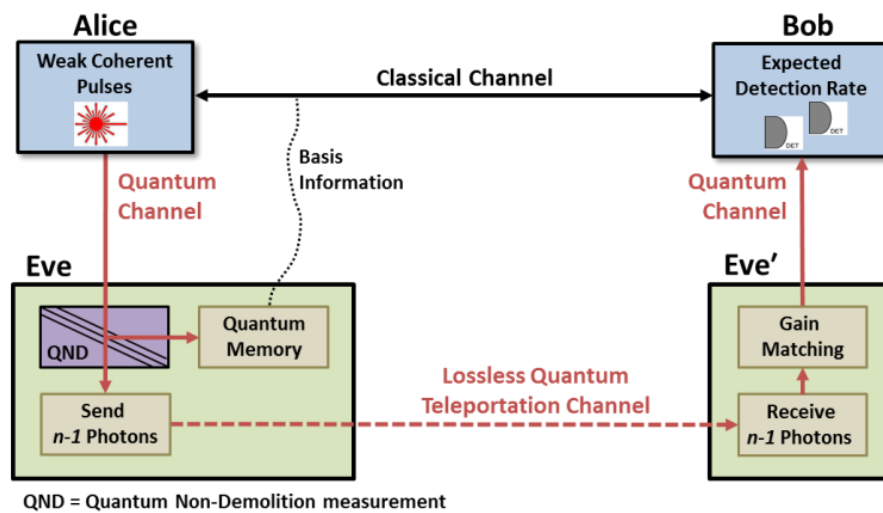 Alice
Bob
Weak Coherent
Pulses
Classical Channel
Expected
Detection Rate
DET
DET
Basis
Information
Quantum
Channel
Quantum
Channel
Eve
Eve’
QND
Quantum
Memory
Gain
Matching
Lossless Quantum
Teleportation Channel
Send
n-1 Photons
Receive
n-1 Photons
QND = Quantum Non-Demolition measurement